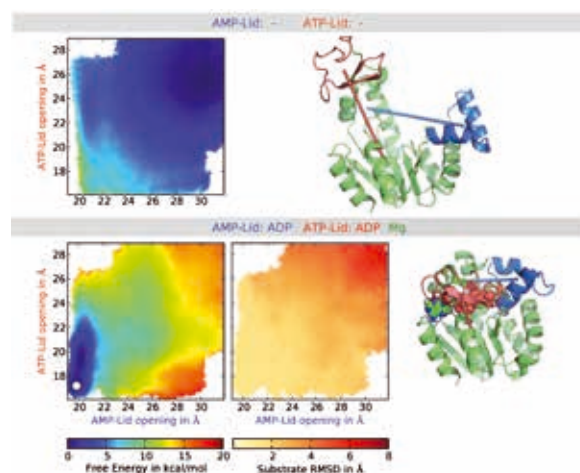 AMP-Lid: - ATP-Lid: -
ATP-Lid opening in Å
28
26
24
22
20
18
20 22 24 26 28 30
AMP-Lid: ADP ATP-Lid: ADP Mg
ATP-Lid opening in Å
28
26
24
22
20
18
16
20 22 24 26 28 30 20 22 24 26 28 30
AMP-Lid opening in Å AMP-Lid opening in Å
0 5 10 15 20 0 2 4 6 8
Free Energy in kcal/mol Substrate RMSD in Å